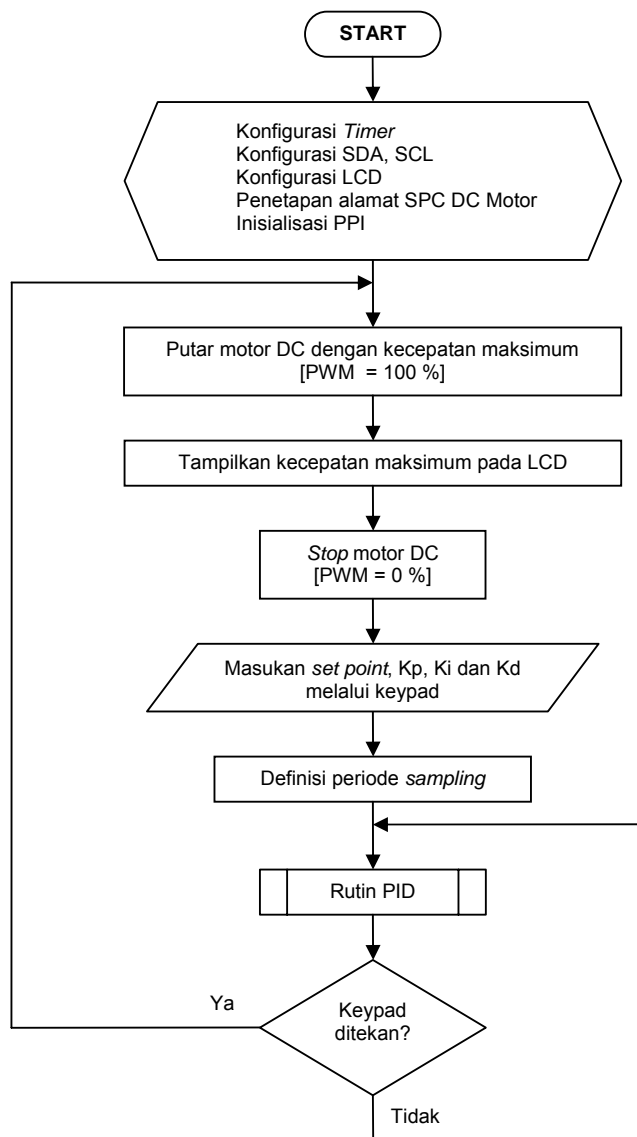 START
Konfigurasi Timer
Konfigurasi SDA, SCL
Konfigurasi LCD
Penetapan alamat SPC DC Motor
Inisialisasi PPI
Putar motor DC dengan kecepatan maksimum
[PWM = 100 %]
Tampilkan kecepatan maksimum pada LCD
Stop motor DC
[PWM = 0 %]
Masukan set point, Kp, Ki dan Kd
melalui keypad
Definisi periode sampling
Rutin PID
Ya
Keypad
ditekan?
Tidak